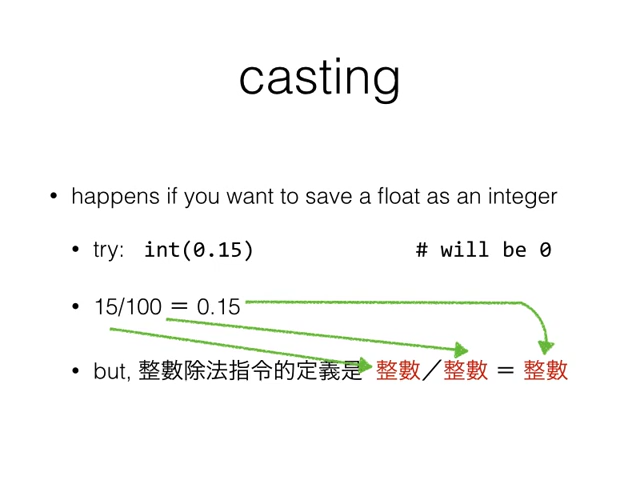 casting
• happens if you want to save a float as an integer
• try: int(0.15) # will be 0
• 15/100 ＝ 0.15
• but, 整數除法指令的定義是 整數／整數 ＝ 整數